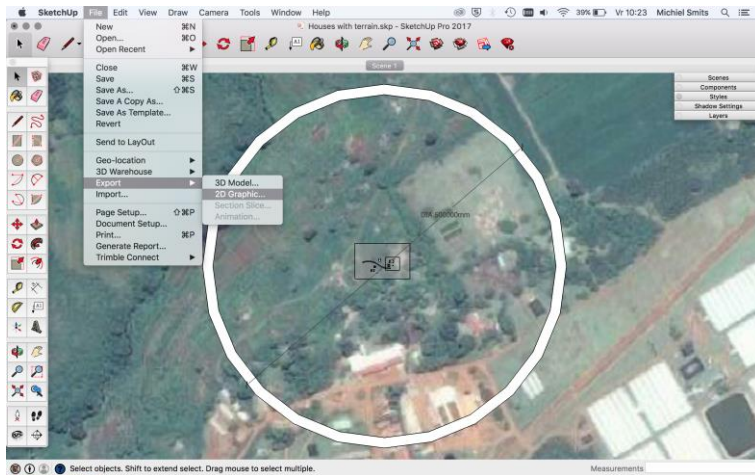 SketchUp File Edit View Draw Camera Tools Window Help 39% Vr 10:23 Michiel Smits
Houses with terrain.skp - SketchUp Pro 2017
New ⌘N
Open... ⌘O
Open Recent
Close ⌘W
Save ⌘S
Save As... ⇧⌘S
Save A Copy As...
Save As Template...
Revert
Send to LayOut
Geo-location
3D Warehouse
Export
Import...
Page Setup... ⇧⌘P
Document Setup...
Print... ⌘P
Generate Report...
Trimble Connect
3D Model...
2D Graphic...
Section Slice...
Animation...
Scene 1
Scenes
Components
Styles
Shadow Settings
Layers
Select objects. Shift to extend select. Drag mouse to select multiple.
Measurements